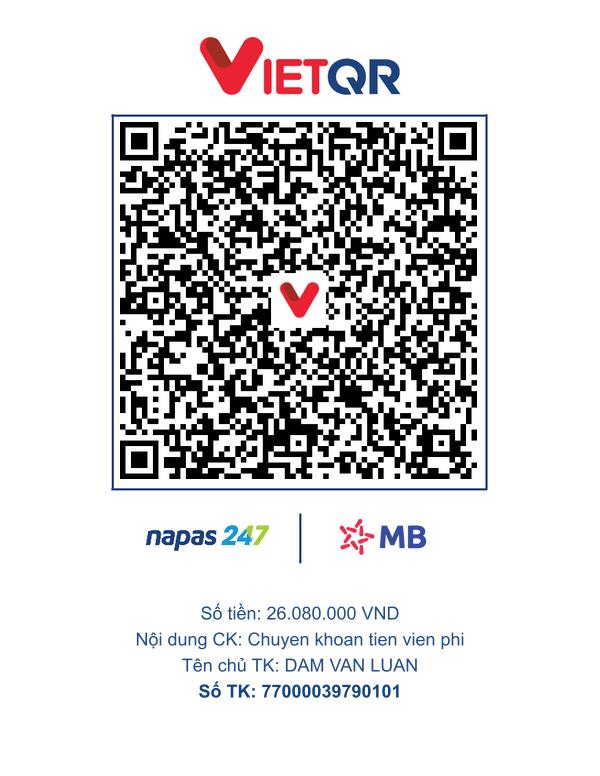 VIETQR
napas 247
MB
Số tiền: 26.080.000 VND
Nội dung CK: Chuyen khoan tien vien phi
Tên chủ TK: DAM VAN LUAN
Số TK: 77000039790101